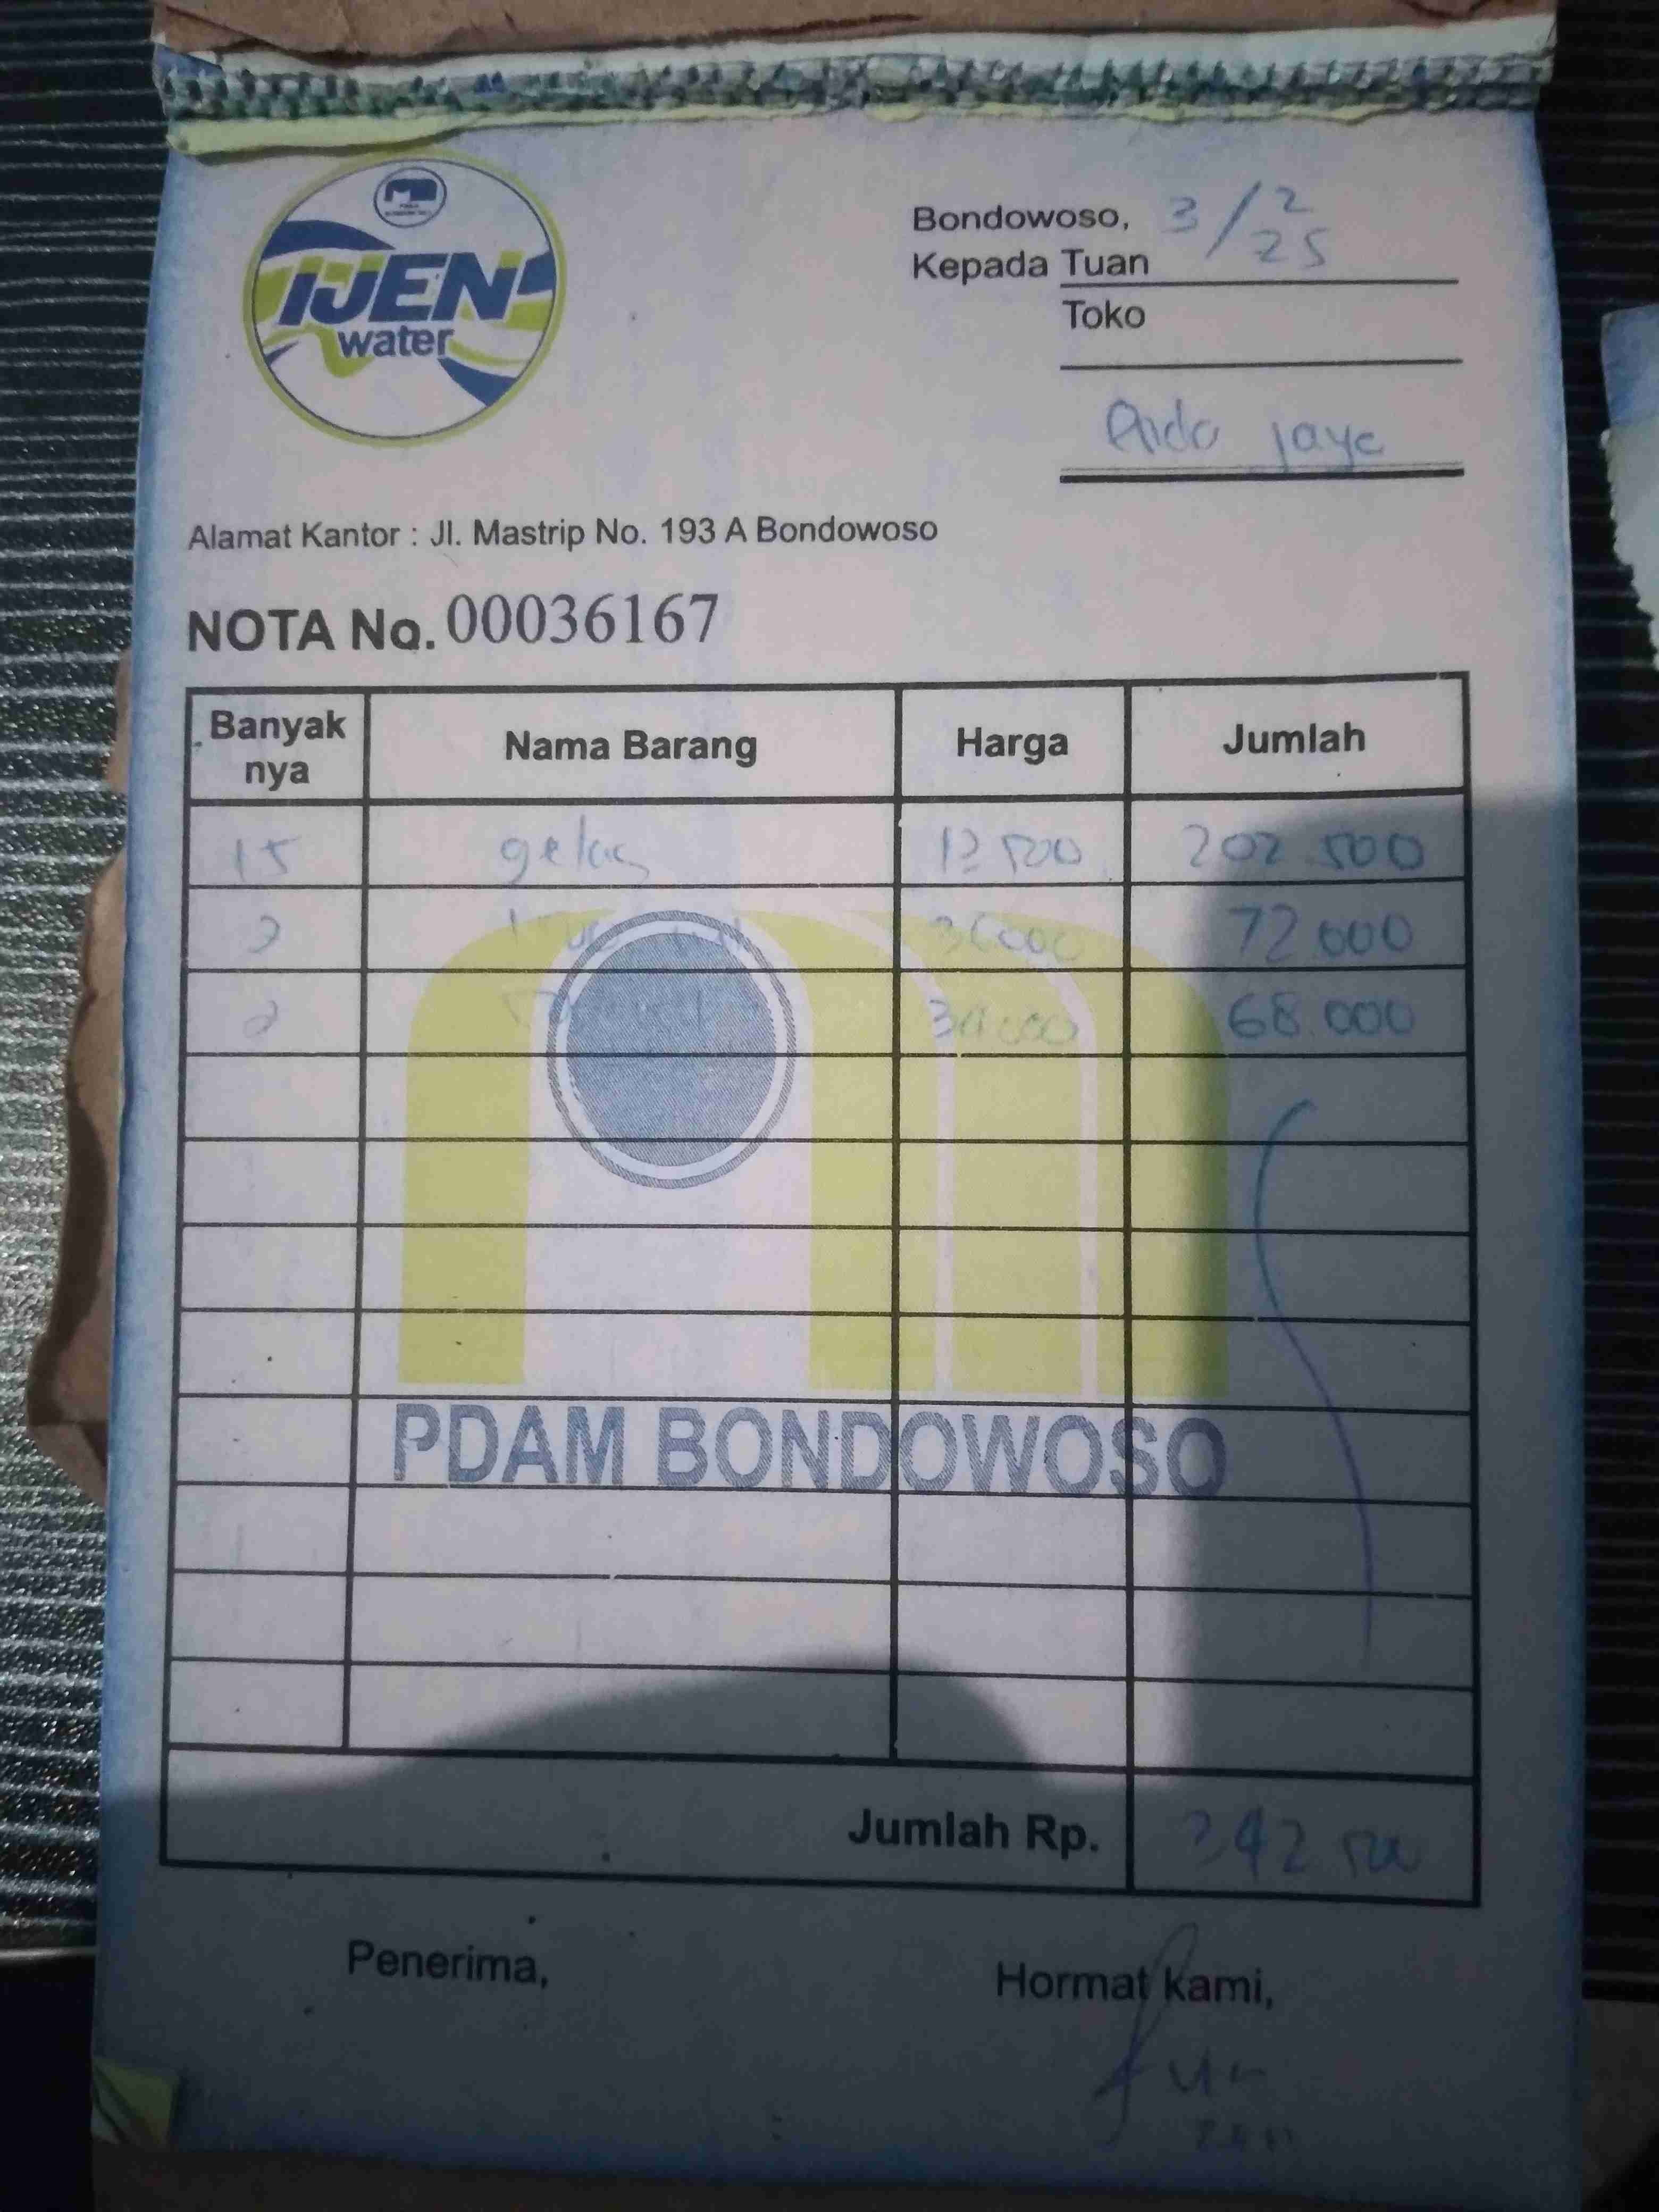 IJEN
water
Bondowoso, 3/2
25
Kepada Tuan
Toko
Rido jaya
Alamat Kantor : Jl. Mastrip No. 193 A Bondowoso
NOTA No. 00036167
Banyak nya Nama Barang Harga Jumlah
15 gelas 13 500 202 500
2 36000 72 000
2 34000 68 000
PDAM BONDOWOSO
Jumlah Rp. 342 500
Penerima,
Hormat kami,